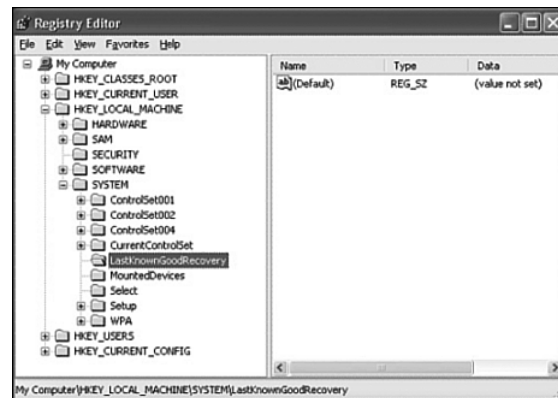 Registry Editor
File Edit View Favorites Help
My Computer
HKEY_CLASSES_ROOT
HKEY_CURRENT_USER
HKEY_LOCAL_MACHINE
HARDWARE
SAM
SECURITY
SOFTWARE
SYSTEM
ControlSet001
ControlSet002
ControlSet004
CurrentControlSet
LastKnownGoodRecovery
MountedDevices
Select
Setup
WPA
HKEY_USERS
HKEY_CURRENT_CONFIG
Name Type Data
ab (Default) REG_SZ (value not set)
My Computer\HKEY_LOCAL_MACHINE\SYSTEM\LastKnownGoodRecovery